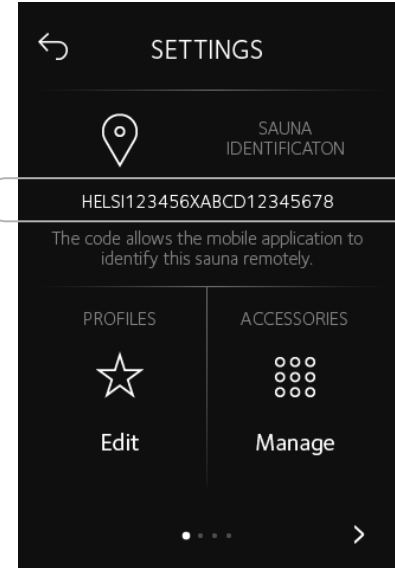 SETTINGS
SAUNA
IDENTIFICATON
HELSI123456XABCD12345678
The code allows the mobile application to
identify this sauna remotely.
PROFILES
ACCESSORIES
Edit
Manage